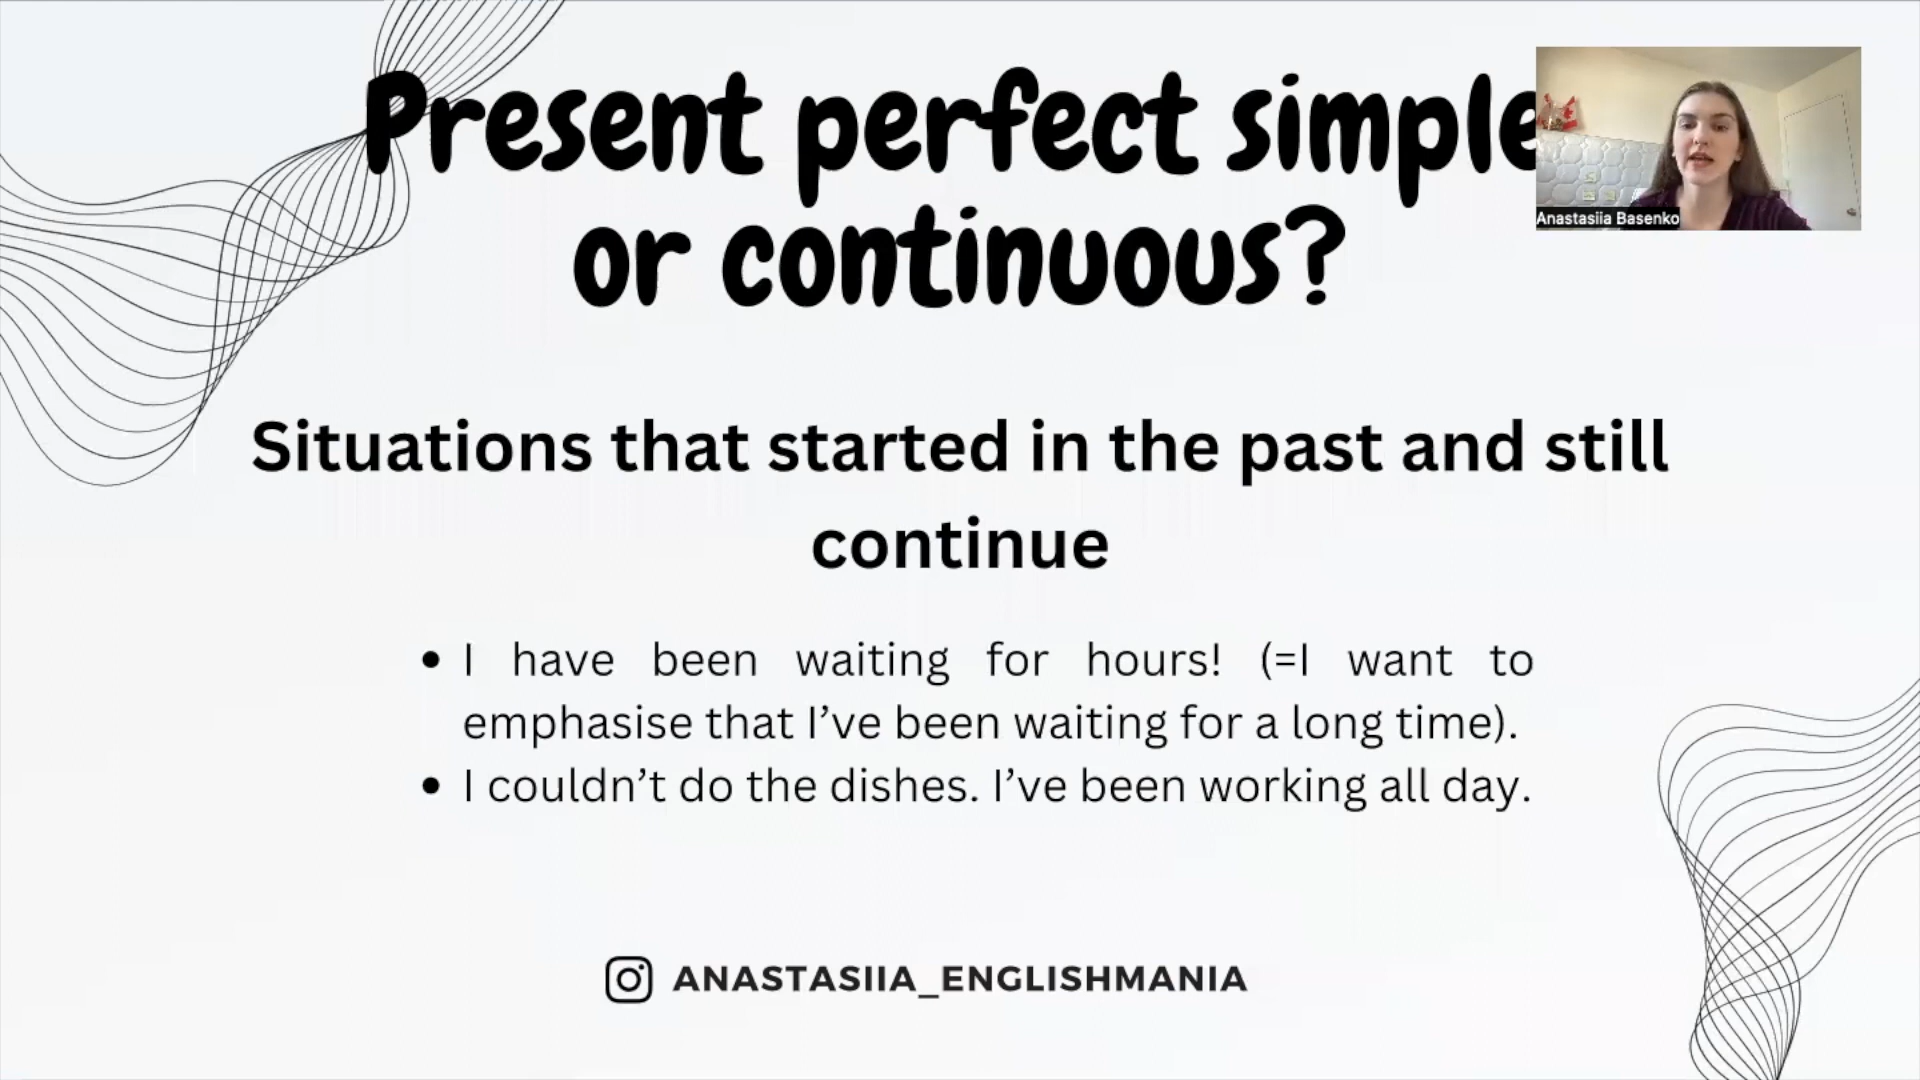 Present perfect simple
or continuous?
Anastasiia Basenko
Situations that started in the past and still
continue
• I have been waiting for hours! (=I want to
emphasise that I’ve been waiting for a long time).
• I couldn’t do the dishes. I’ve been working all day.
ANASTASIIA_ENGLISHMANIA